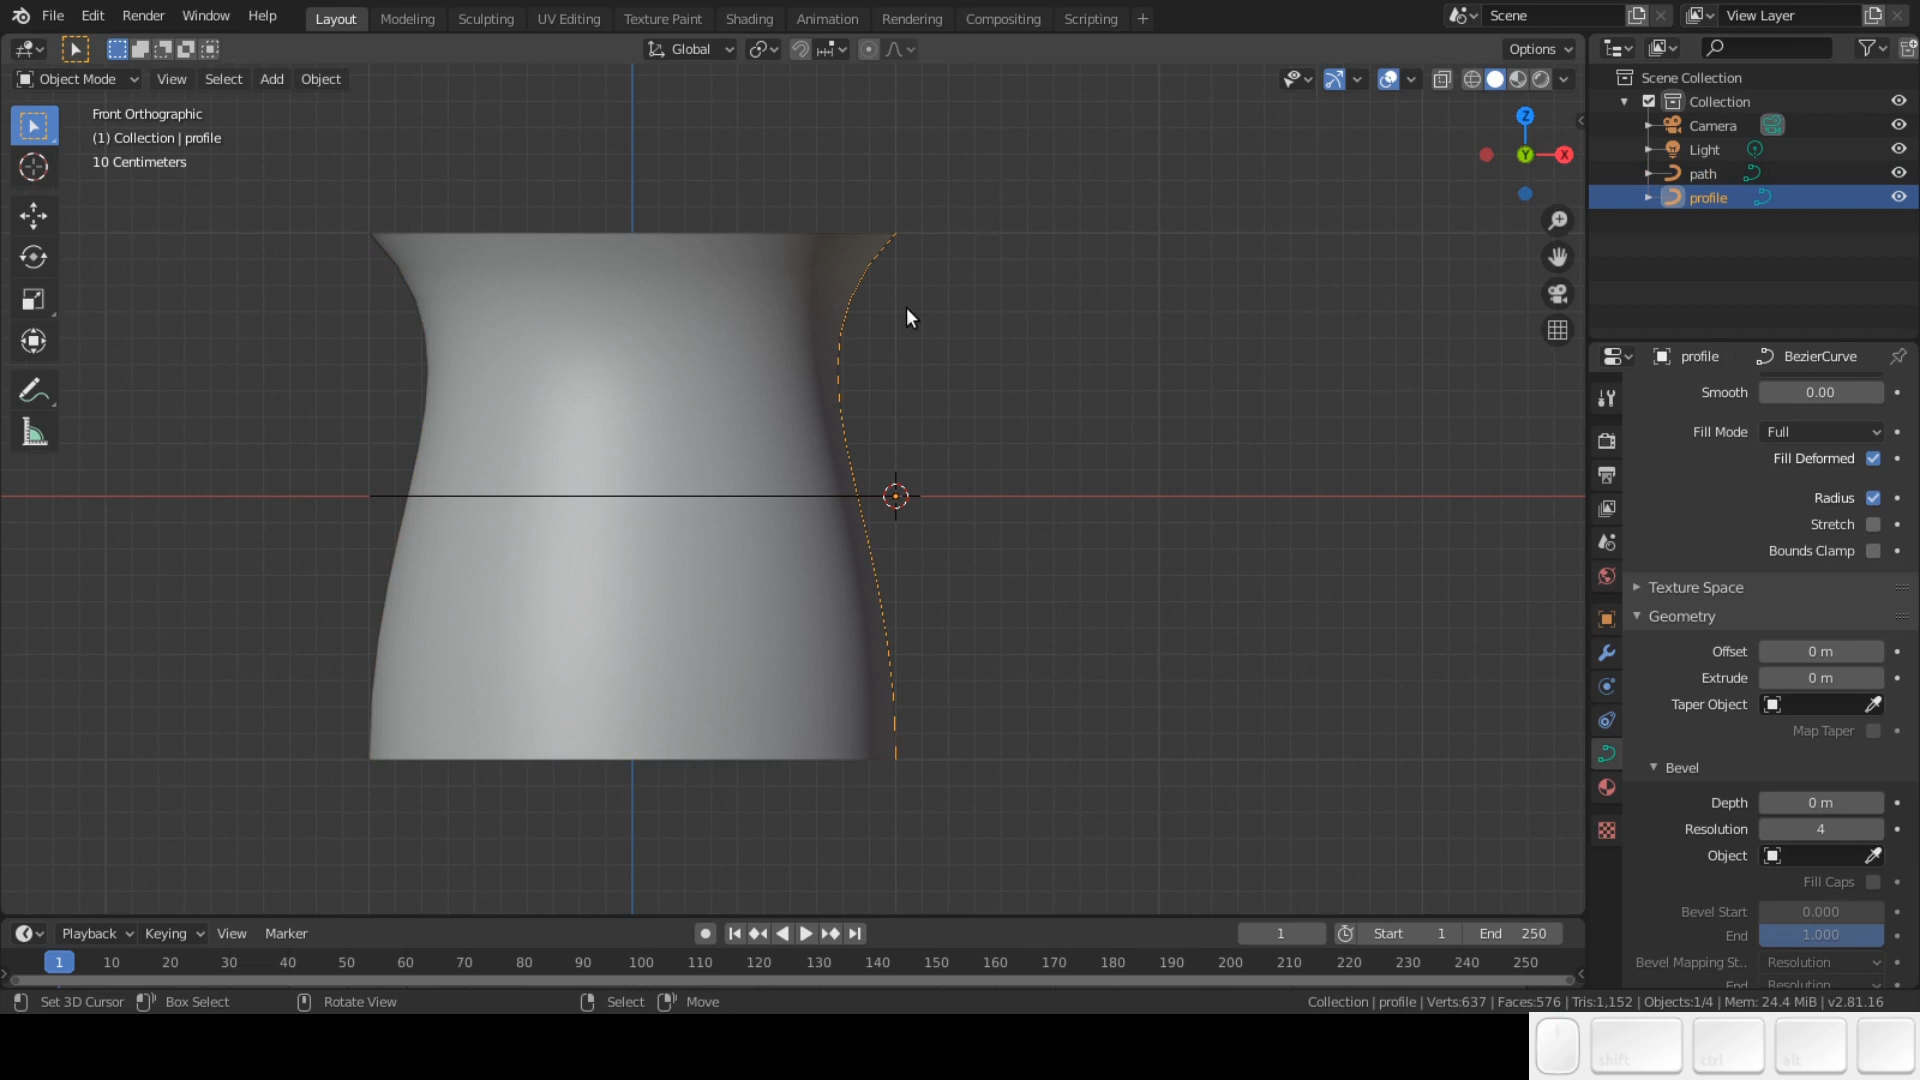 File Edit Render Window Help Layout Modeling Sculpting UV Editing Texture Paint Shading Animation Rendering Compositing Scripting + Scene View Layer
Global Options
Object Mode View Select Add Object
Front Orthographic
(1) Collection | profile
10 Centimeters
Z
Y
X
Scene Collection
Collection
Camera
Light
path
profile
profile BezierCurve
Smooth 0.00
Fill Mode Full
Fill Deformed
Radius
Stretch
Bounds Clamp
Texture Space
Geometry
Offset 0 m
Extrude 0 m
Taper Object
Map Taper
Bevel
Depth 0 m
Resolution 4
Object
Fill Caps
Bevel Start 0.000
End 1.000
Bevel Mapping St.. Resolution
End Resolution
Playback Keying View Marker 1 Start 1 End 250
1 10 20 30 40 50 60 70 80 90 100 110 120 130 140 150 160 170 180 190 200 210 220 230 240 250
Set 3D Cursor Box Select Rotate View Select Move Collection | profile | Verts:637 | Faces:576 | Tris:1,152 | Objects:1/4 | Mem: 24.4 MiB | v2.81.16
shift ctrl alt